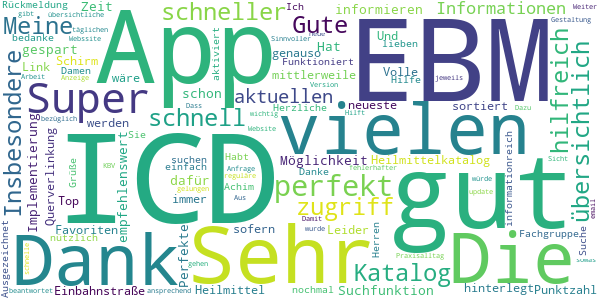 Rückmeldung
gibt
übersichtliche
Zeit
schneller
Ich
informieren
Informationen
Weiter
Gestaltung
Meine
bedanke
täglichen
Webssite
App
Gute
EBM
Und
lieben
genauso
Sinnvoller
Funktioniert
Hat
mittlerweile
gespart
Schirm
Link
Damen
Arbeit
Anzeige
wäre
aktiviert
schon
Volle
Hilfe
Version
jeweils
Insbesondere
Super
aktuellen
Dass
Herzliche
neueste
sortiert
Dazu
hilfreich
übersichtlich
bezüglich
werden
schnell
wichtig
Website
Hilft
vielen
Implementierung
Querverlinkung
ICD
Sie
empfehlenswert
suchen
einfach
Habt
Anfrage
reguläre
Möglichkeit
Danke
Heilmittelkatalog
fehlerhafter
informationreich
Sicht
KBV
Grüße
dafür
Achim
Aus
perfekt
gut
zugriff
würde
update
Top
immer
Damit
wurde
Leider
Herren
Praxisalltag
Die
Fachgruppe
Suche
email
Favoriten
nützlich
Perfekte
gelungen
gehen
sofern
Ausgezeichnet
Dank
Sehr
nochmal
Katalog
Einbahnstraße
Heilmittel
Suchfunktion
hinterlegt
Punktzahl
beantwortet
ansprechend